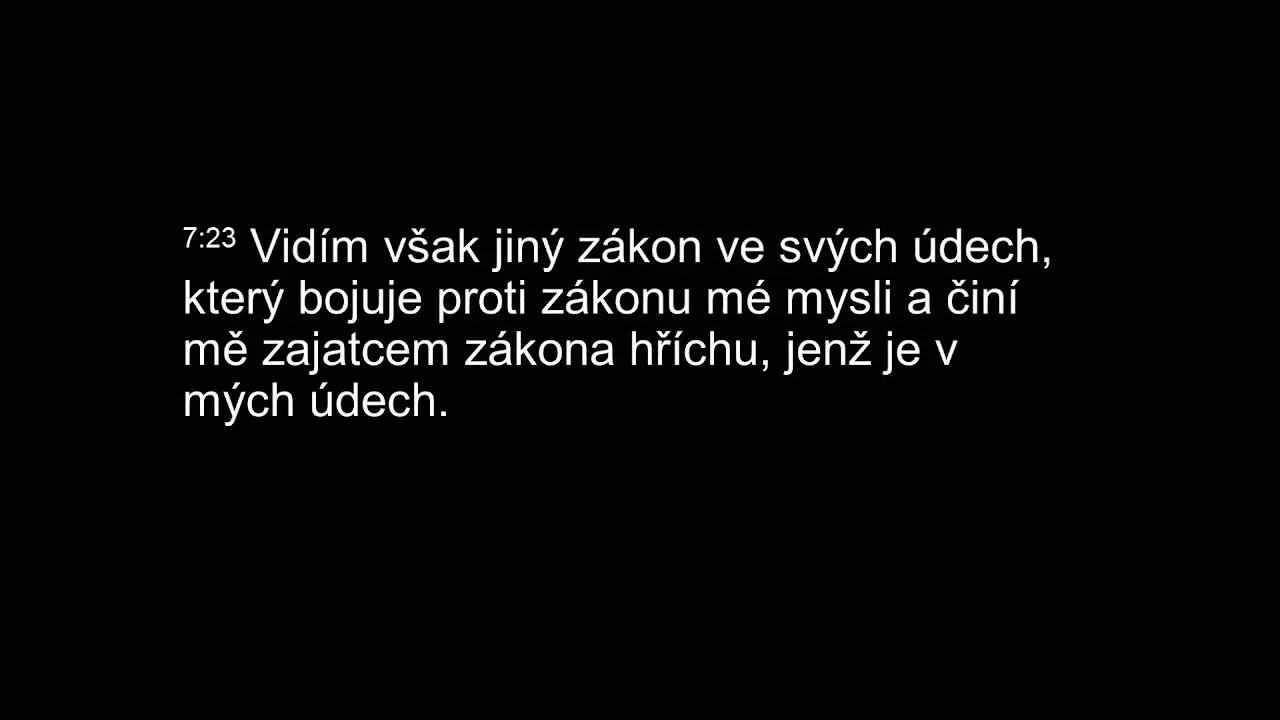 7:23 Vidím však jiný zákon ve svých údech,
který bojuje proti zákonu mé mysli a činí
mě zajatcem zákona hříchu, jenž je v
mých údech.